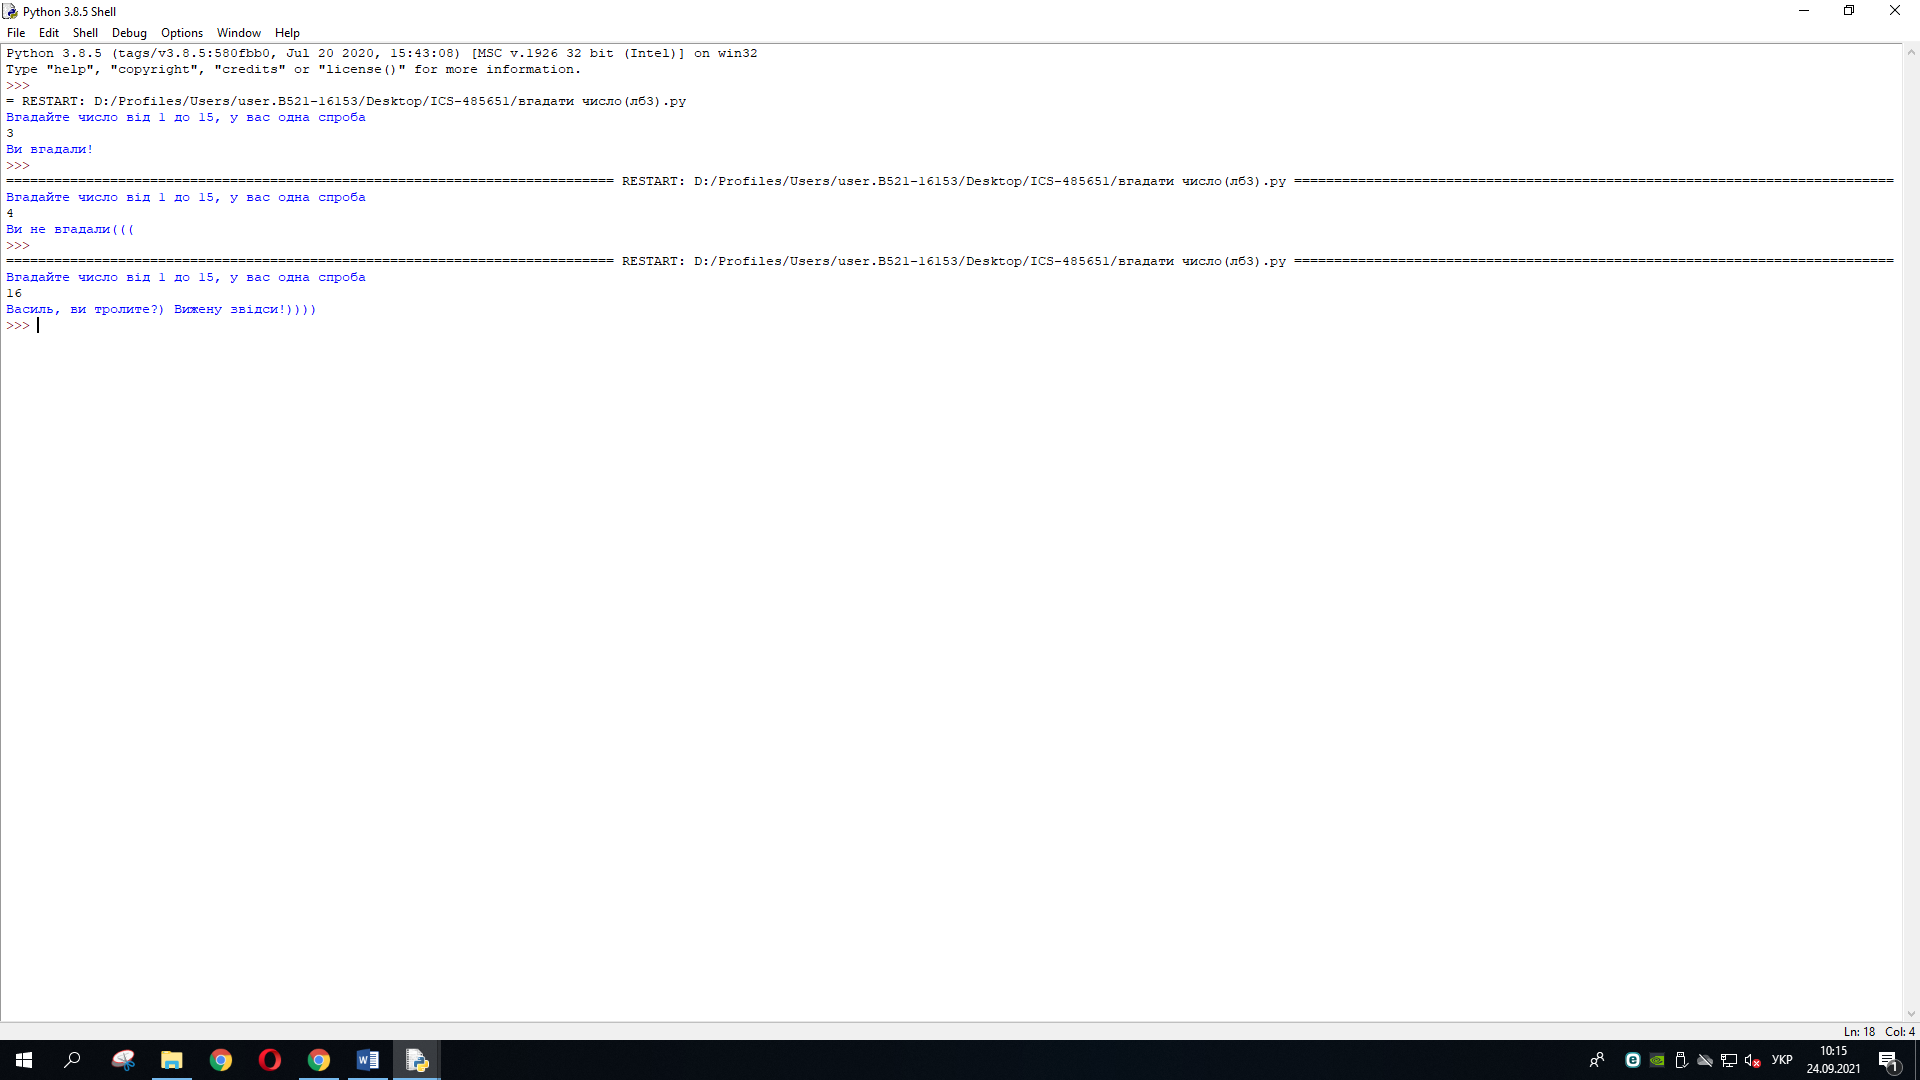 Python 3.8.5 Shell
File Edit Shell Debug Options Window Help
Python 3.8.5 (tags/v3.8.5:580fbb0, Jul 20 2020, 15:43:08) [MSC v.1926 32 bit (Intel)] on win32
Type "help", "copyright", "credits" or "license()" for more information.
>>>
= RESTART: D:/Profiles/Users/user.B521-16153/Desktop/ICS-485651/вгадати число(лб3).py
Вгадайте число від 1 до 15, у вас одна спроба
3
Ви вгадали!
>>>
============================================================================ RESTART: D:/Profiles/Users/user.B521-16153/Desktop/ICS-485651/вгадати число(лб3).py ===========================================================================
Вгадайте число від 1 до 15, у вас одна спроба
4
Ви не вгадали(((
>>>
============================================================================ RESTART: D:/Profiles/Users/user.B521-16153/Desktop/ICS-485651/вгадати число(лб3).py ===========================================================================
Вгадайте число від 1 до 15, у вас одна спроба
16
Василь, ви тролите?) Вижену звідси!))))
>>>
Ln: 18 Col: 4
УКР
10:15
24.09.2021
1